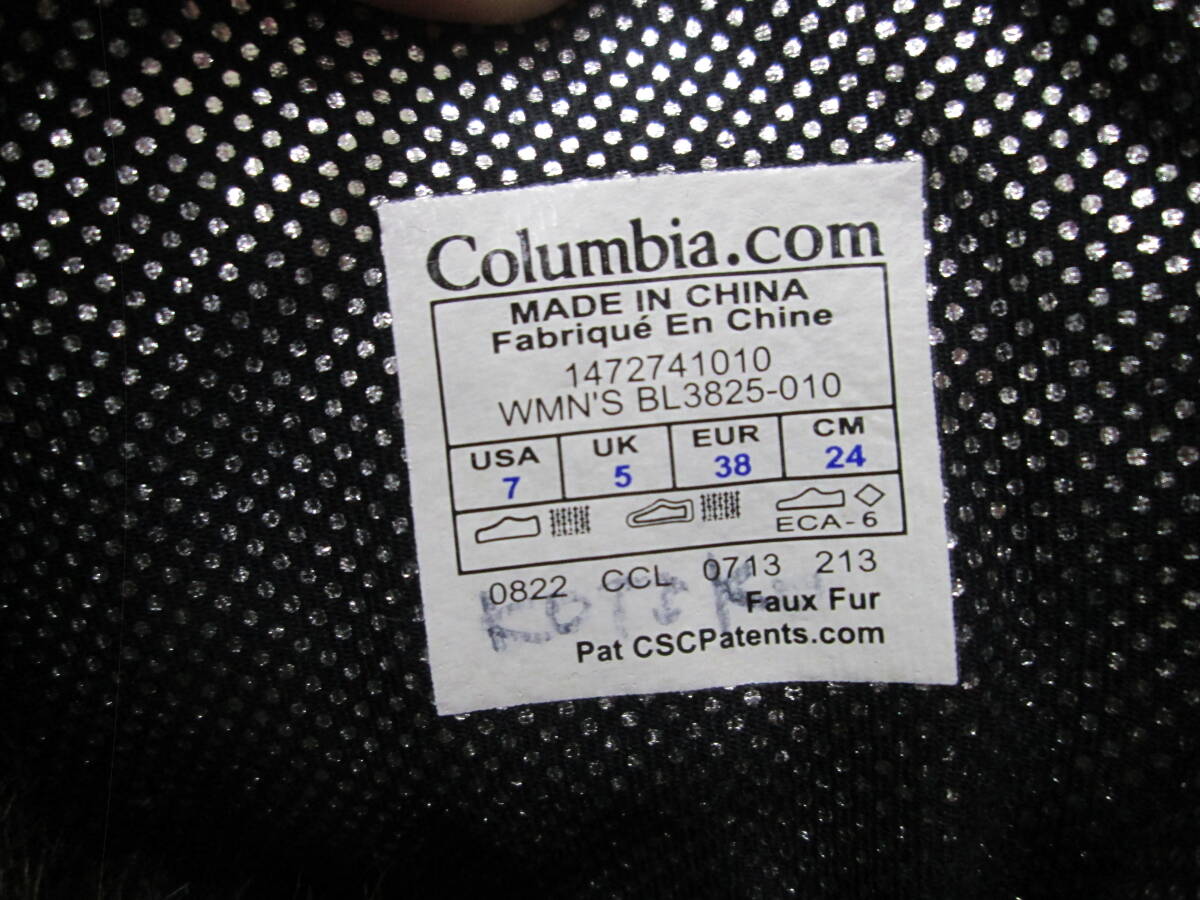 Columbia.com
MADE IN CHINA
Fabriqué En Chine
1472741010
WMN'S BL3825-010
USA UK EUR CM
7 5 38 24
ECA-6
0822 CCL 0713 213
Faux Fur
Pat CSCPatents.com